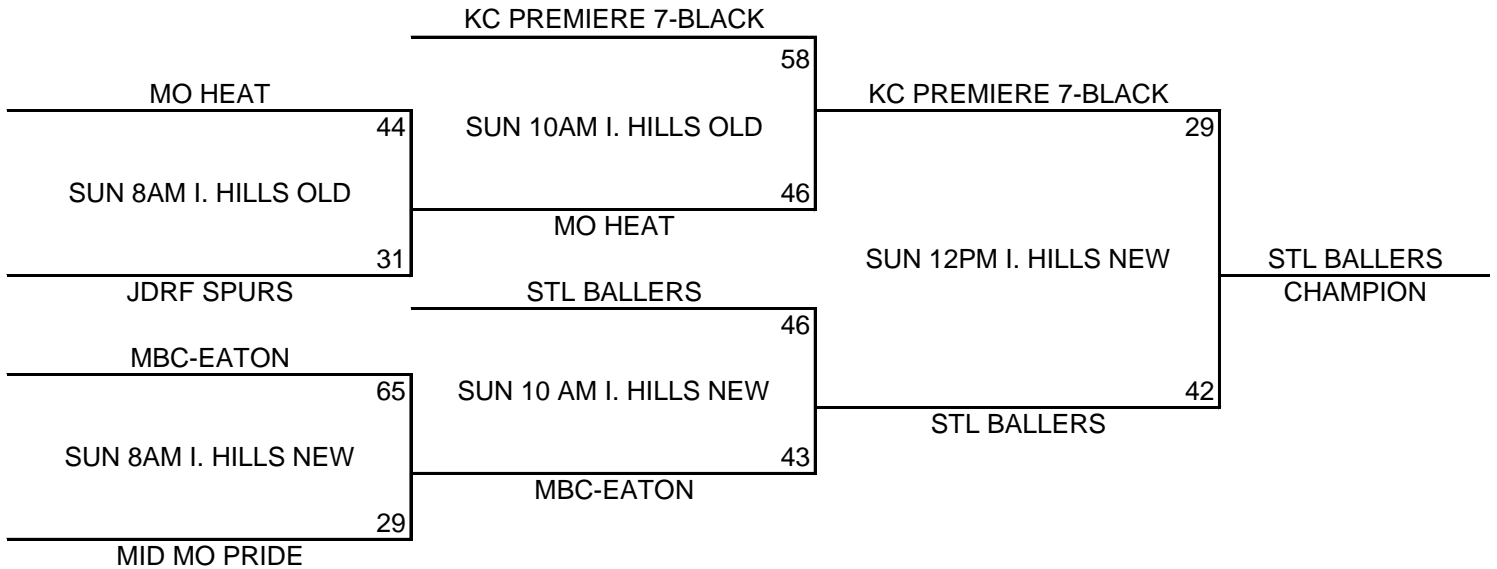 KC PREMIERE 7-BLACK
58
MO HEAT
KC PREMIERE 7-BLACK
44
SUN 10AM I. HILLS OLD
29
SUN 8AM I. HILLS OLD
46
MO HEAT
31
SUN 12PM I. HILLS NEW
STL BALLERS
JDRF SPURS
STL BALLERS
CHAMPION
46
MBC-EATON
65
SUN 10 AM I. HILLS NEW
42
STL BALLERS
SUN 8AM I. HILLS NEW
43
MBC-EATON
29
MID MO PRIDE